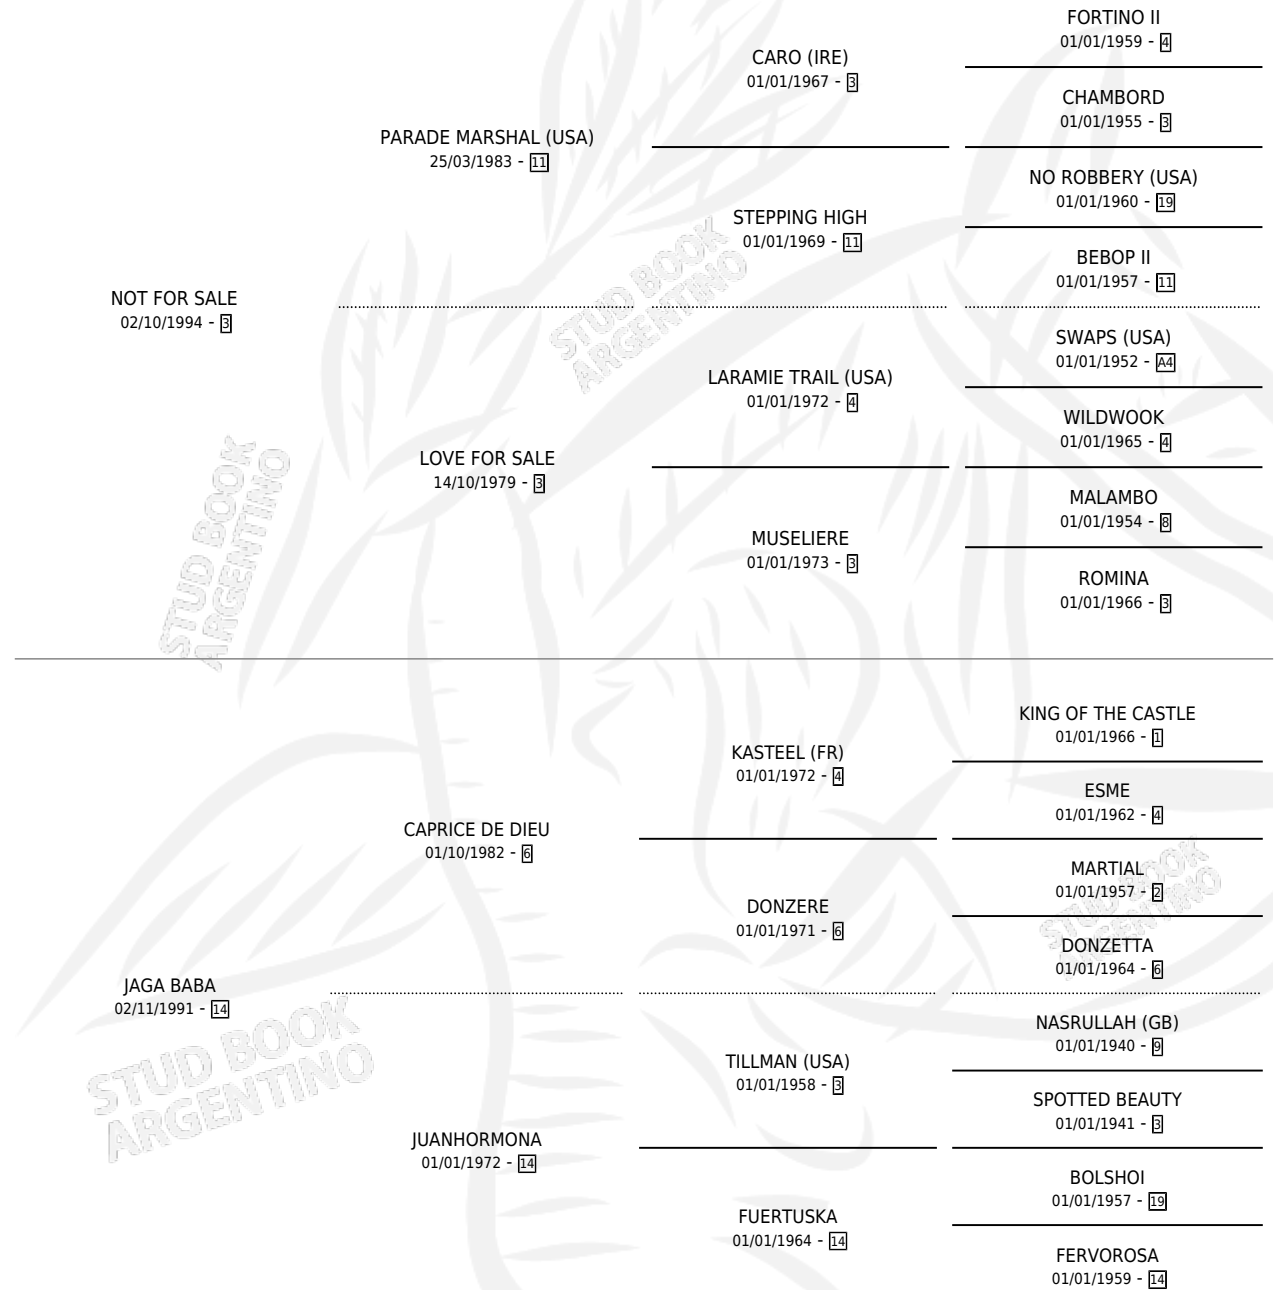 FORTINO II
01/01/1959 - 4
CARO (IRE)
01/01/1967 - 3
CHAMBORD
01/01/1955 - 3
PARADE MARSHAL (USA)
25/03/1983 - 11
NO ROBBERY (USA)
01/01/1960 - 19
STEPPING HIGH
01/01/1969 - 11
BEBOP II
01/01/1957 - 11
NOT FOR SALE
02/10/1994 - 3
STUD BOOK
ARGENTINO
SWAPS (USA)
01/01/1952 - A4
LARAMIE TRAIL (USA)
01/01/1972 - 4
WILDWOOK
01/01/1965 - 4
LOVE FOR SALE
14/10/1979 - 3
MALAMBO
01/01/1954 - 8
MUSELIERE
01/01/1973 - 3
ROMINA
01/01/1966 - 3
STUD BOOK
ARGENTINO
KING OF THE CASTLE
01/01/1966 - 1
KASTEEL (FR)
01/01/1972 - 4
ESME
01/01/1962 - 4
CAPRICE DE DIEU
01/10/1982 - 6
MARTIAL
01/01/1957 - 2
DONZERE
01/01/1971 - 6
DONZETTA
01/01/1964 - 6
STUD BOOK
ARGENTINO
JAGA BABA
02/11/1991 - 14
NASRULLAH (GB)
01/01/1940 - 9
TILLMAN (USA)
01/01/1958 - 3
SPOTTED BEAUTY
01/01/1941 - 3
STUD BOOK
ARGENTINO
JUANHORMONA
01/01/1972 - 14
BOLSHOI
01/01/1957 - 19
FUERTUSKA
01/01/1964 - 14
FERVOROSA
01/01/1959 - 14